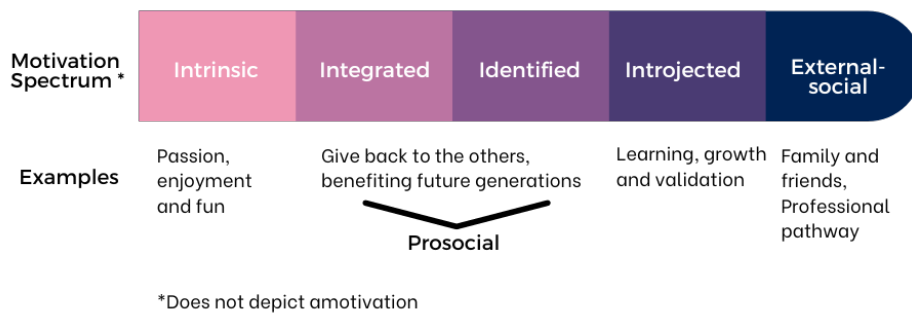 Motivation
Spectrum *
Intrinsic
Integrated
Identified
Introjected
External-
social
Examples
Passion,
enjoyment
and fun
Give back to the others,
benefiting future generations
Learning, growth
and validation
Family and
friends,
Professional
pathway
Prosocial
*Does not depict amotivation